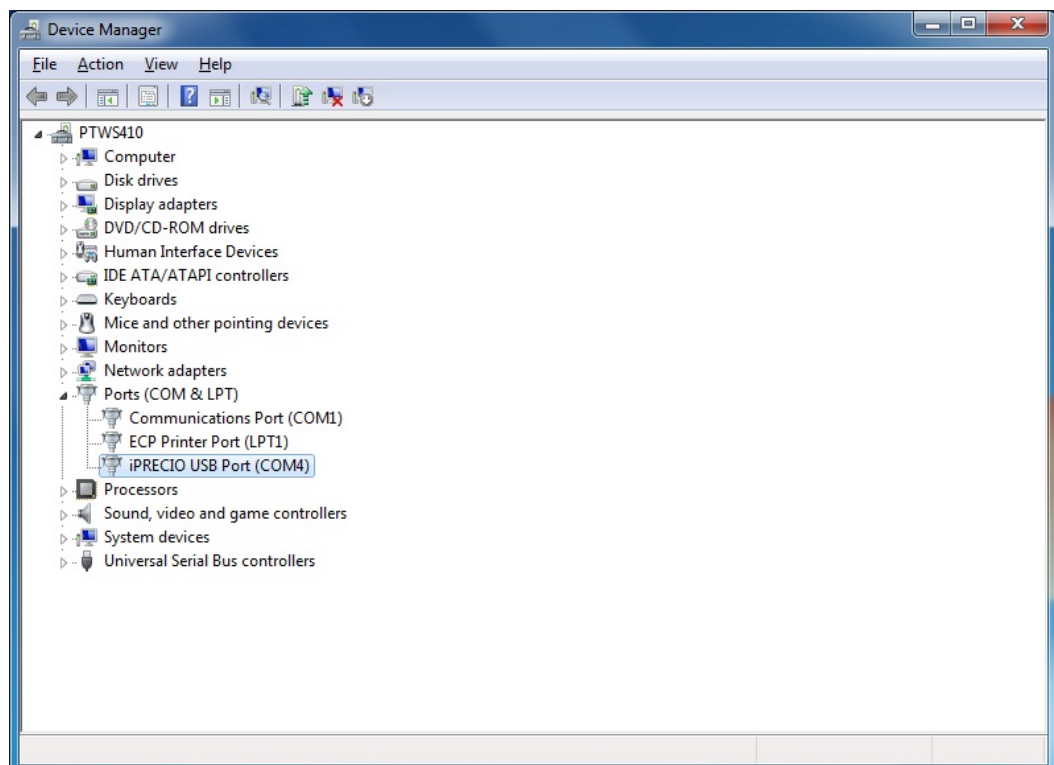 Device Manager
File Action View Help
PTWS410
Computer
Disk drives
Display adapters
DVD/CD-ROM drives
Human Interface Devices
IDE ATA/ATAPI controllers
Keyboards
Mice and other pointing devices
Monitors
Network adapters
Ports (COM & LPT)
Communications Port (COM1)
ECP Printer Port (LPT1)
iPRECIO USB Port (COM4)
Processors
Sound, video and game controllers
System devices
Universal Serial Bus controllers